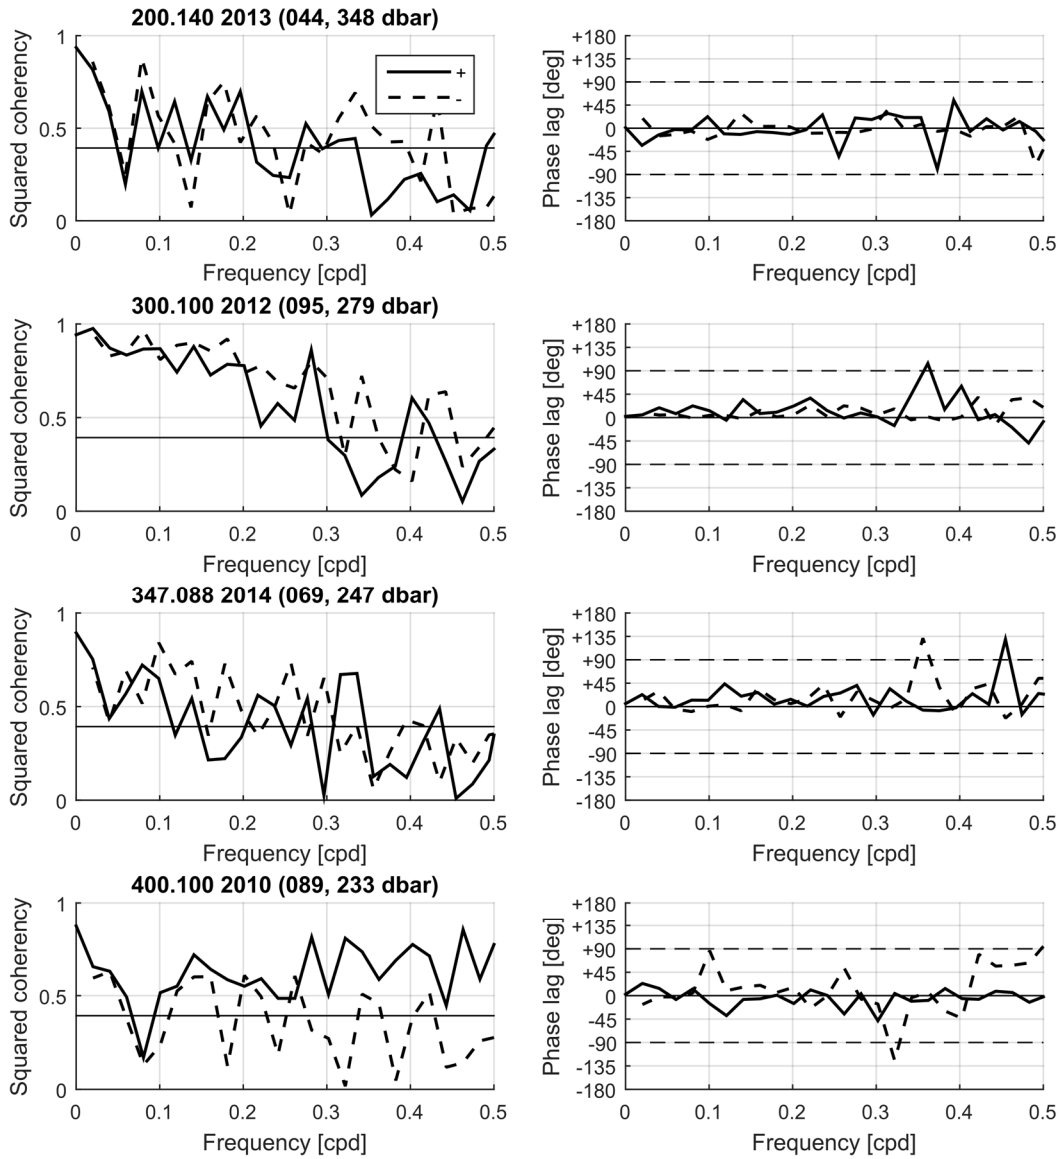 200.140 2013 (044, 348 dbar)
Squared coherency
1
0.5
0
+
-
0 0.1 0.2 0.3 0.4 0.5
Frequency [cpd]
Phase lag [deg]
+180
+135
+90
+45
0
-45
-90
-135
-180
0 0.1 0.2 0.3 0.4 0.5
Frequency [cpd]
300.100 2012 (095, 279 dbar)
Squared coherency
1
0.5
0
0 0.1 0.2 0.3 0.4 0.5
Frequency [cpd]
Phase lag [deg]
+180
+135
+90
+45
0
-45
-90
-135
-180
0 0.1 0.2 0.3 0.4 0.5
Frequency [cpd]
347.088 2014 (069, 247 dbar)
Squared coherency
1
0.5
0
0 0.1 0.2 0.3 0.4 0.5
Frequency [cpd]
Phase lag [deg]
+180
+135
+90
+45
0
-45
-90
-135
-180
0 0.1 0.2 0.3 0.4 0.5
Frequency [cpd]
400.100 2010 (089, 233 dbar)
Squared coherency
1
0.5
0
0 0.1 0.2 0.3 0.4 0.5
Frequency [cpd]
Phase lag [deg]
+180
+135
+90
+45
0
-45
-90
-135
-180
0 0.1 0.2 0.3 0.4 0.5
Frequency [cpd]